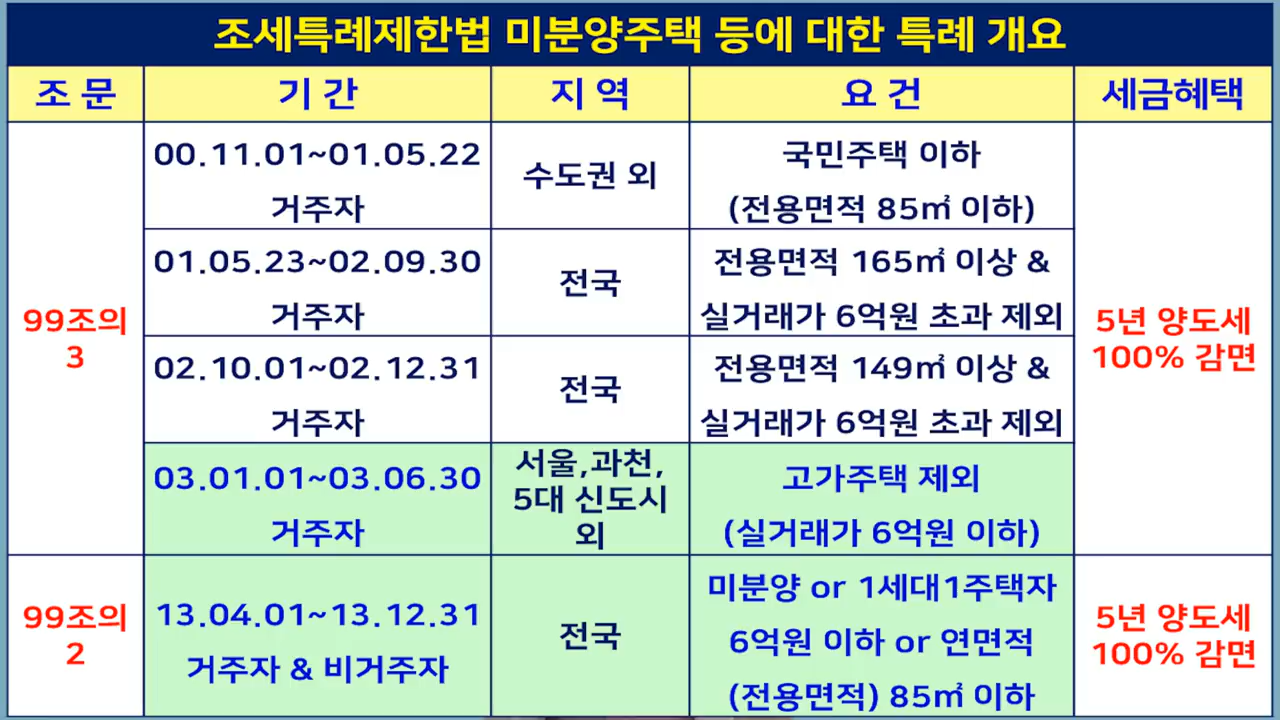 조세특례제한법 미분양주택 등에 대한 특례 개요
조 문
기 간
지 역
요 건
세금혜택
99조의
3
00.11.01~01.05.22
거주자
수도권 외
국민주택 이하
(전용면적 85㎡ 이하)
01.05.23~02.09.30
거주자
전국
전용면적 165㎡ 이상 &
실거래가 6억원 초과 제외
02.10.01~02.12.31
거주자
전국
전용면적 149㎡ 이상 &
실거래가 6억원 초과 제외
03.01.01~03.06.30
거주자
서울,과천,
5대 신도시
외
고가주택 제외
(실거래가 6억원 이하)
5년 양도세
100% 감면
99조의
2
13.04.01~13.12.31
거주자 & 비거주자
전국
미분양 or 1세대1주택자
6억원 이하 or 연면적
(전용면적) 85㎡ 이하
5년 양도세
100% 감면